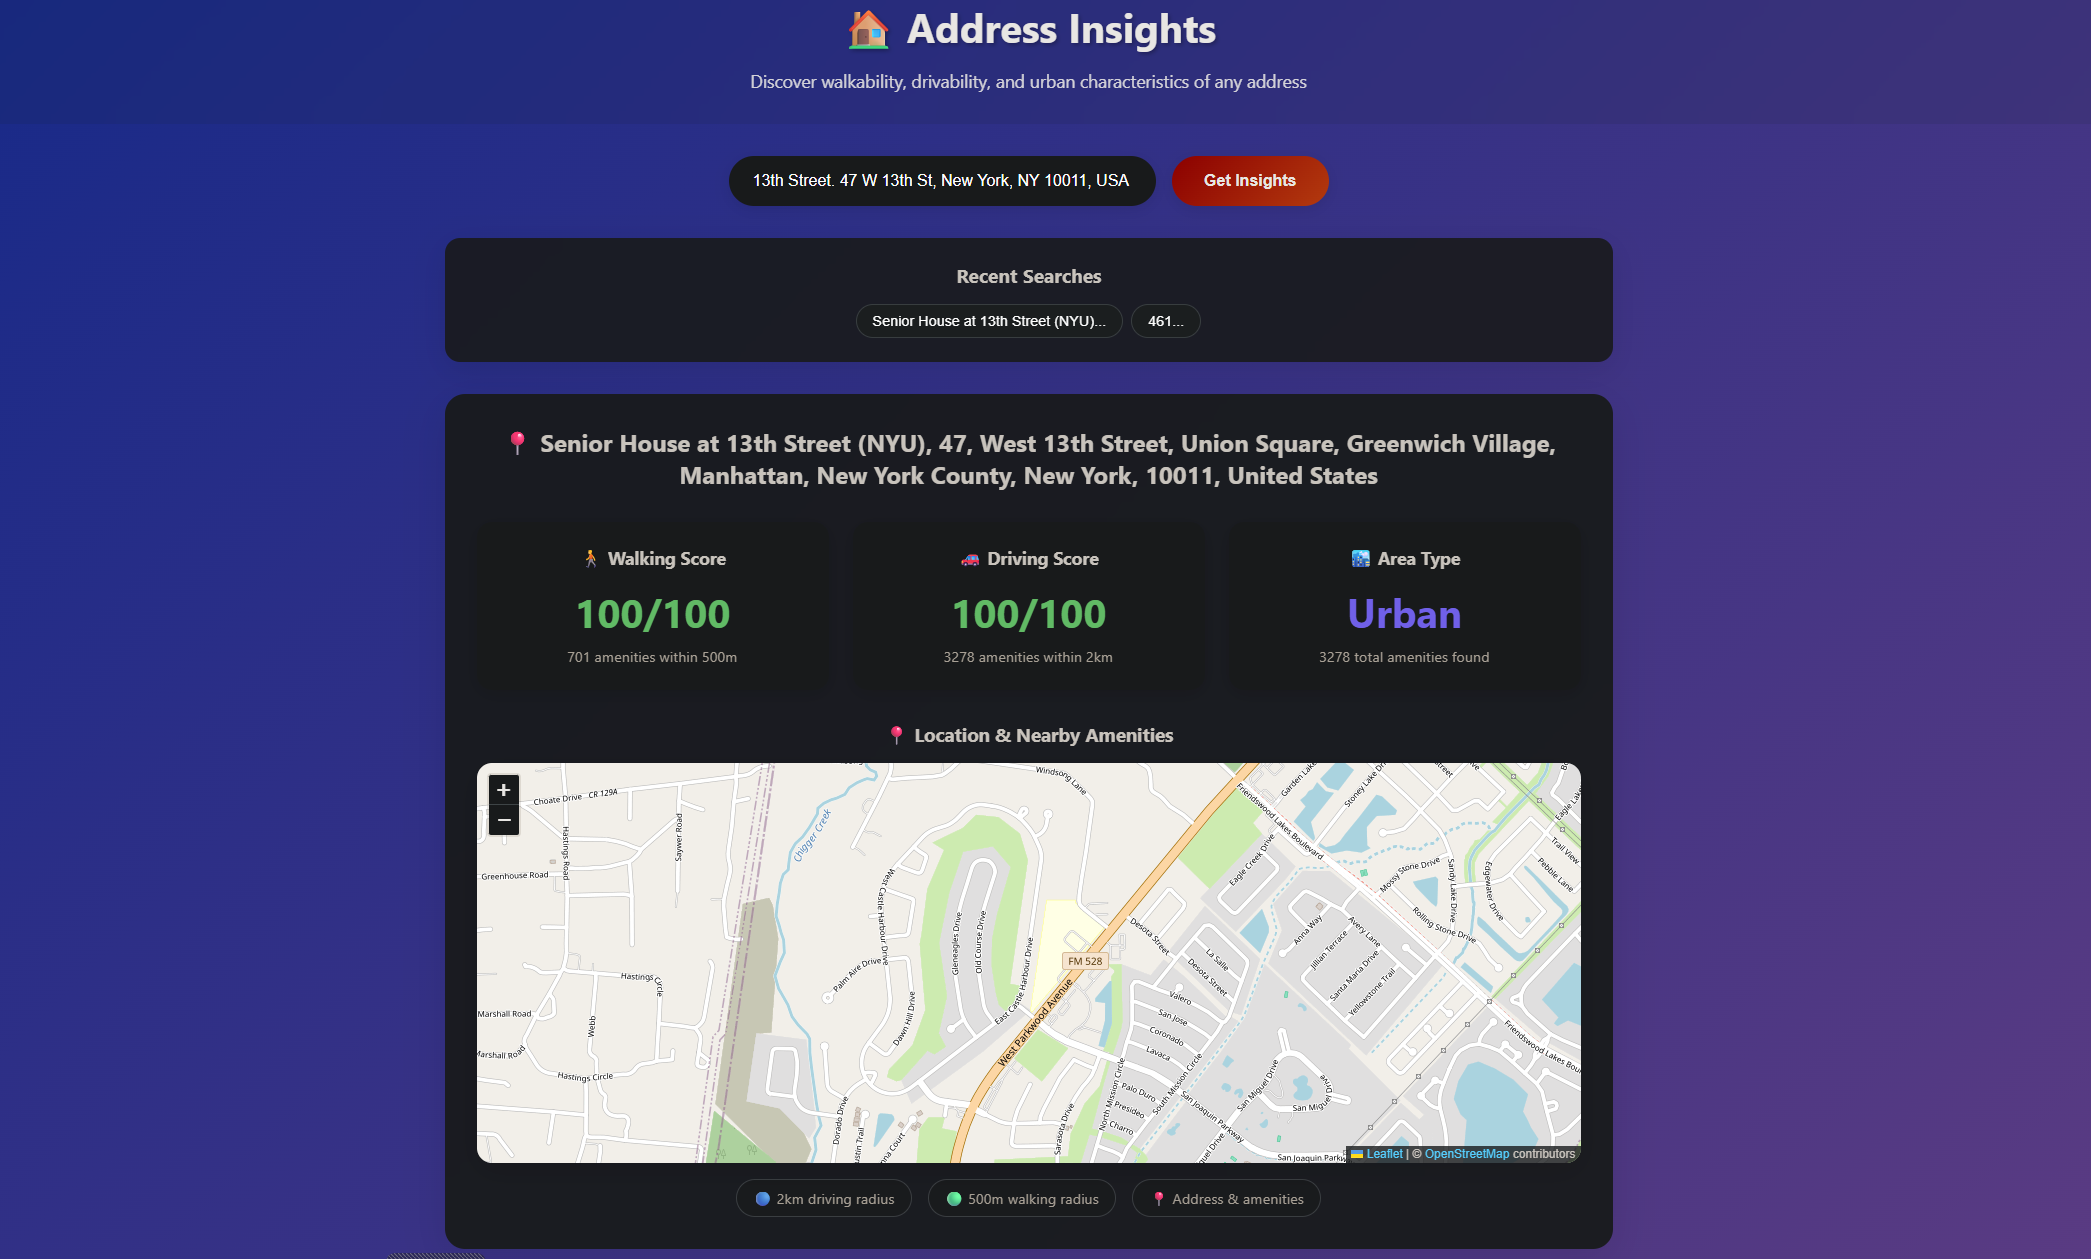 Address Insights
Discover walkability, drivability, and urban characteristics of any address
13th Street. 47 W 13th St, New York, NY 10011, USA
Get Insights
Recent Searches
Senior House at 13th Street (NYU)...
461...
Senior House at 13th Street (NYU), 47, West 13th Street, Union Square, Greenwich Village,
Manhattan, New York County, New York, 10011, United States
Walking Score
100/100
701 amenities within 500m
Driving Score
100/100
3278 amenities within 2km
Area Type
Urban
3278 total amenities found
Location & Nearby Amenities
+
−
Choate Drive
CR 129A
Hastings Road
Saywer Road
Greenhouse Road
Chigger Creek
Windsong Lane
West Castle Harbour Drive
Gleneagles Drive
Old Course Drive
East Castle Harbour Drive
Palm Aire Drive
Dawn Hill Drive
Hastings Circle
Marshall Road
Webb
Marshall Road
Hastings Circle
Dorado Drive
FM 528
West Parkwood Avenue
Friendswood Lakes Boulevard
Garden Lake
Stoney Lake Dr
Eagle Lake
Eagle Creek Drive
Mossy Stone Drive
Sandy Lake Drive
Edgewater Drive
Trail View
Pebble Lane
Rolling Stone Drive
Desota Street
La Salle
Desota Street
Anna Way
Avery Lane
Jillian Terrace
Santa Maria Drive
Yellowstone Trail
Valero
San Jose
Coronado
Lavaca
Palo Duro
Presideo
Charro
North Mission Circle
South Mission Circle
San Joaquin Parkway
San Miguel Drive
San Miguel Drive
Sarasota Drive
Friendswood Lakes Bou
San Joaquin Parkw
Leaflet | © OpenStreetMap contributors
2km driving radius
500m walking radius
Address & amenities